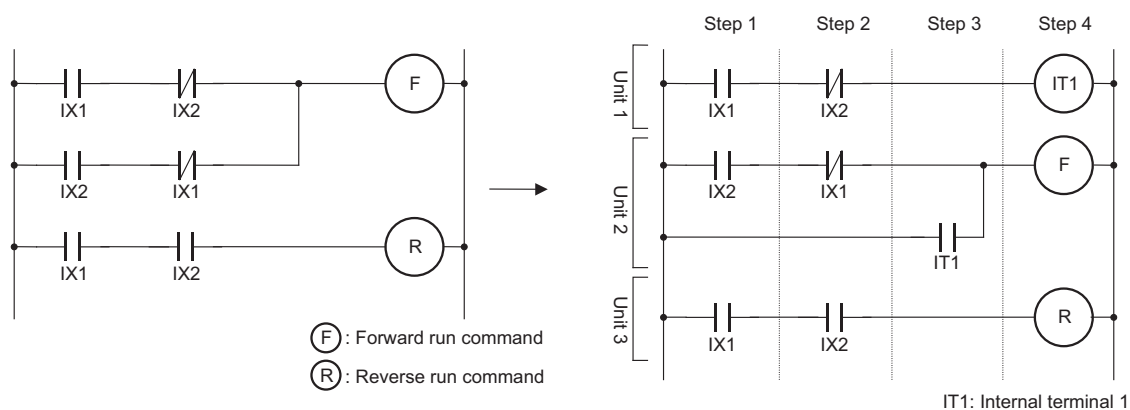 IX1 IX2 F
IX2 IX1
IX1 IX2 R
F : Forward run command
R : Reverse run command
Step 1 Step 2 Step 3 Step 4
Unit 1
IX1 IX2 IT1
Unit 2
IX2 IX1 F
IT1
Unit 3
IX1 IX2 R
IT1: Internal terminal 1